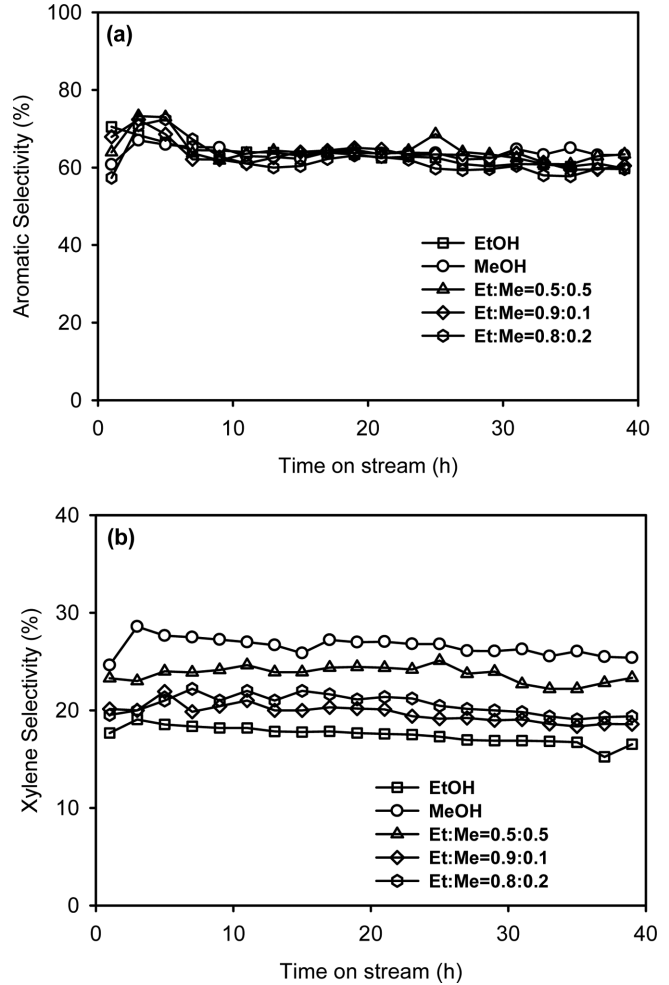 (a)
Aromatic Selectivity (%)
100
80
60
40
20
0
EtOH
MeOH
Et:Me=0.5:0.5
Et:Me=0.9:0.1
Et:Me=0.8:0.2
0 10 20 30 40
Time on stream (h)
(b)
Xylene Selectivity (%)
40
30
20
10
0
EtOH
MeOH
Et:Me=0.5:0.5
Et:Me=0.9:0.1
Et:Me=0.8:0.2
0 10 20 30 40
Time on stream (h)